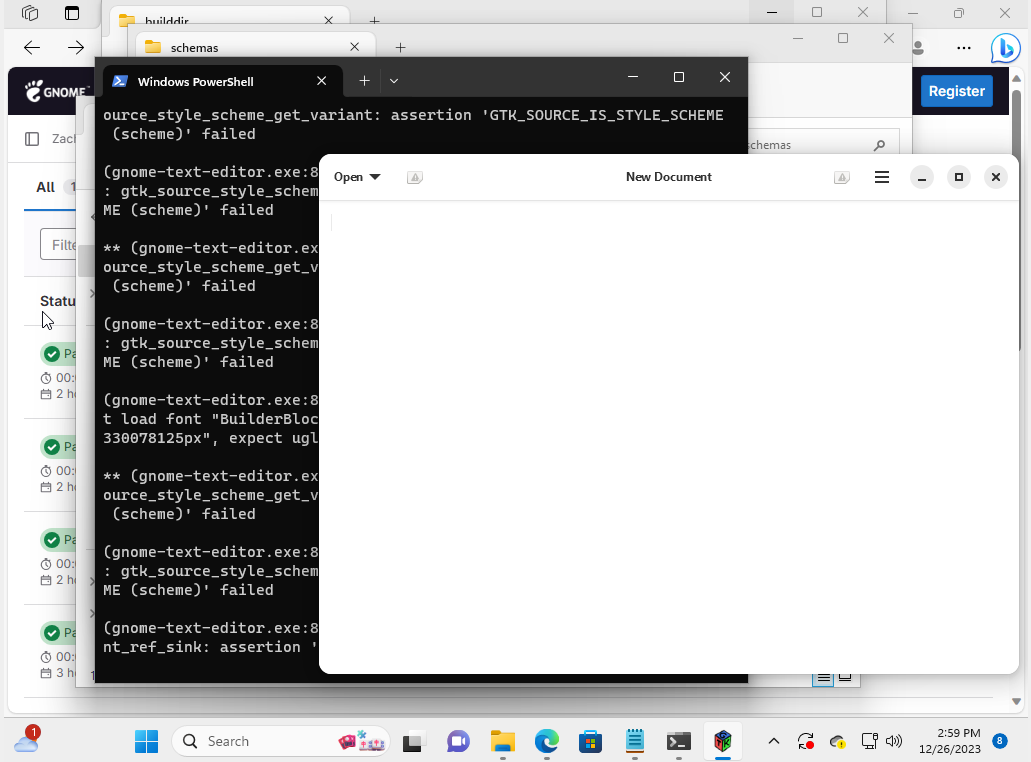 builddir
schemas
Windows PowerShell
GNOME
Register
Zach
schemas
All
Statu
ource_style_scheme_get_variant: assertion 'GTK_SOURCE_IS_STYLE_SCHEME
(scheme)' failed
(gnome-text-editor.exe:8
: gtk_source_style_schem
ME (scheme)' failed
** (gnome-text-editor.ex
ource_style_scheme_get_v
(scheme)' failed
(gnome-text-editor.exe:8
: gtk_source_style_schem
ME (scheme)' failed
(gnome-text-editor.exe:8
t load font "BuilderBloc
330078125px", expect ugl
** (gnome-text-editor.ex
ource_style_scheme_get_v
(scheme)' failed
(gnome-text-editor.exe:8
: gtk_source_style_schem
ME (scheme)' failed
(gnome-text-editor.exe:8
nt_ref_sink: assertion '
Open
New Document
Filte
Pa
00:
2 h
Pa
00:
2 h
Pa
00:
2 h
Pa
00:
3 h
1
Search
2:59 PM
12/26/2023
8